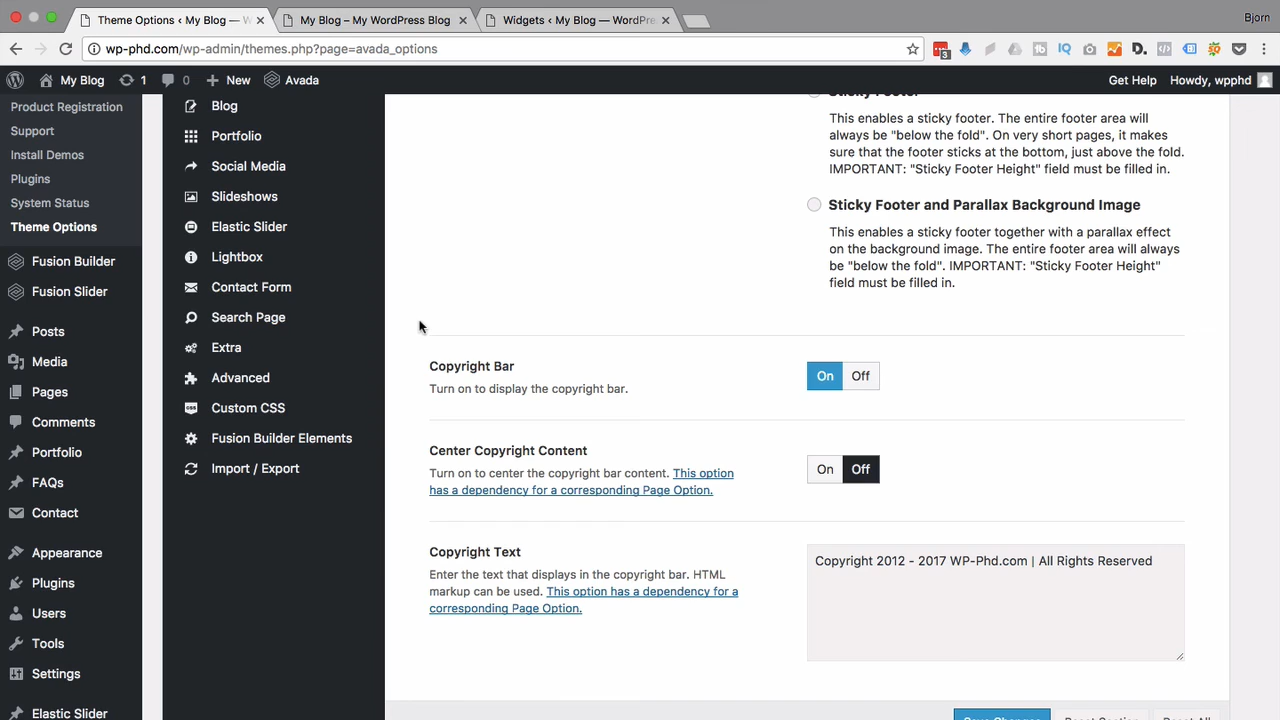 Theme Options ‹ My Blog — W
My Blog – My WordPress Blog
Widgets ‹ My Blog — WordPre
Bjorn
wp-phd.com/wp-admin/themes.php?page=avada_options
3
My Blog
1
0
New
Avada
Get Help
Howdy, wpphd
Product Registration
Support
Install Demos
Plugins
System Status
Theme Options
Fusion Builder
Fusion Slider
Posts
Media
Pages
Comments
Portfolio
FAQs
Contact
Appearance
Plugins
Users
Tools
Settings
Elastic Slider
Blog
Portfolio
Social Media
Slideshows
Elastic Slider
Lightbox
Contact Form
Search Page
Extra
Advanced
Custom CSS
Fusion Builder Elements
Import / Export
Sticky Footer
This enables a sticky footer. The entire footer area will
always be "below the fold". On very short pages, it makes
sure that the footer sticks at the bottom, just above the fold.
IMPORTANT: "Sticky Footer Height" field must be filled in.
Sticky Footer and Parallax Background Image
This enables a sticky footer together with a parallax effect
on the background image. The entire footer area will always
be "below the fold". IMPORTANT: "Sticky Footer Height"
field must be filled in.
Copyright Bar
Turn on to display the copyright bar.
On Off
Center Copyright Content
Turn on to center the copyright bar content. This option
has a dependency for a corresponding Page Option.
On Off
Copyright Text
Enter the text that displays in the copyright bar. HTML
markup can be used. This option has a dependency for a
corresponding Page Option.
Copyright 2012 - 2017 WP-Phd.com | All Rights Reserved
Save Changes
Reset Section
Reset All